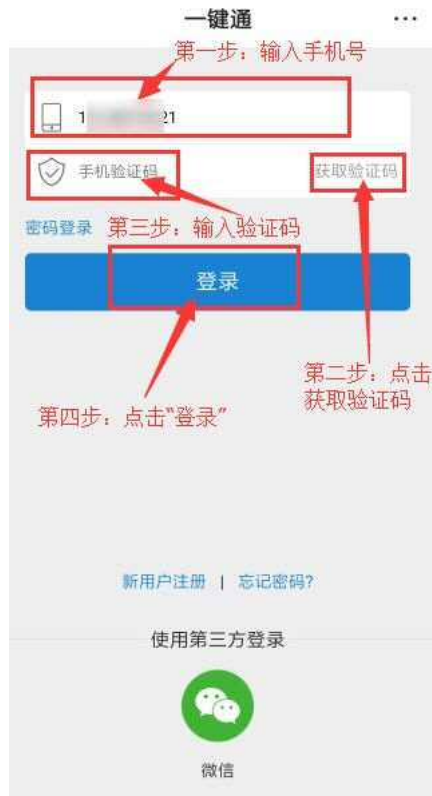 一键通
第一步：输入手机号
1 21
手机验证码
获取验证码
密码登录
第三步：输入验证码
登录
第二步：点击
获取验证码
第四步：点击“登录”
新用户注册 | 忘记密码?
使用第三方登录
微信